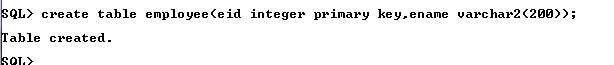 SQL> create table employee(eid integer primary key,ename varchar2(200));
Table created.
SQL>